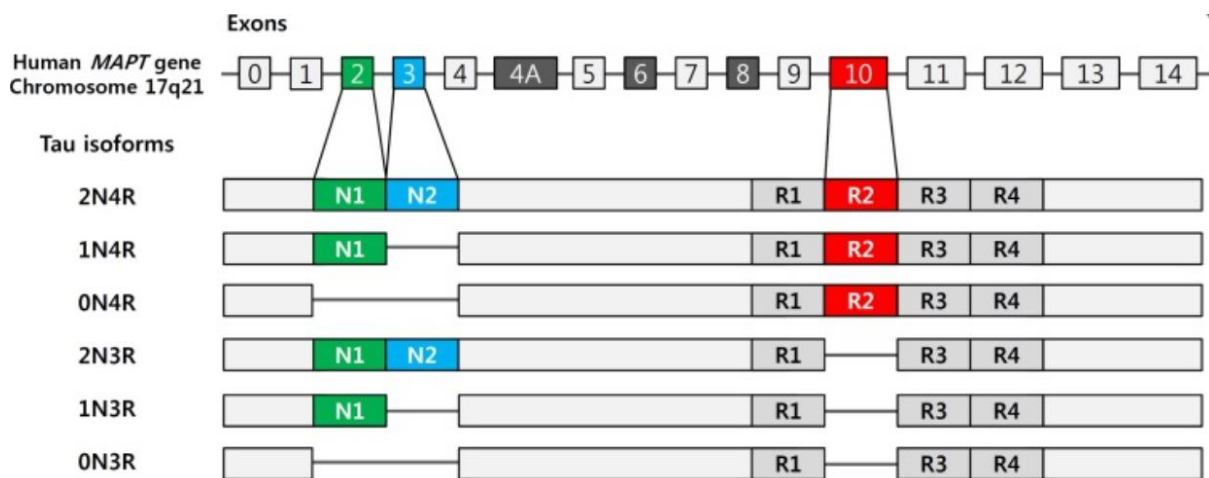 Exons
Human MAPT gene
Chromosome 17q21
0 1 2 3 4 4A 5 6 7 8 9 10 11 12 13 14
Tau isoforms
2N4R N1 N2 R1 R2 R3 R4
1N4R N1 R1 R2 R3 R4
0N4R R1 R2 R3 R4
2N3R N1 N2 R1 R3 R4
1N3R N1 R1 R3 R4
0N3R R1 R3 R4